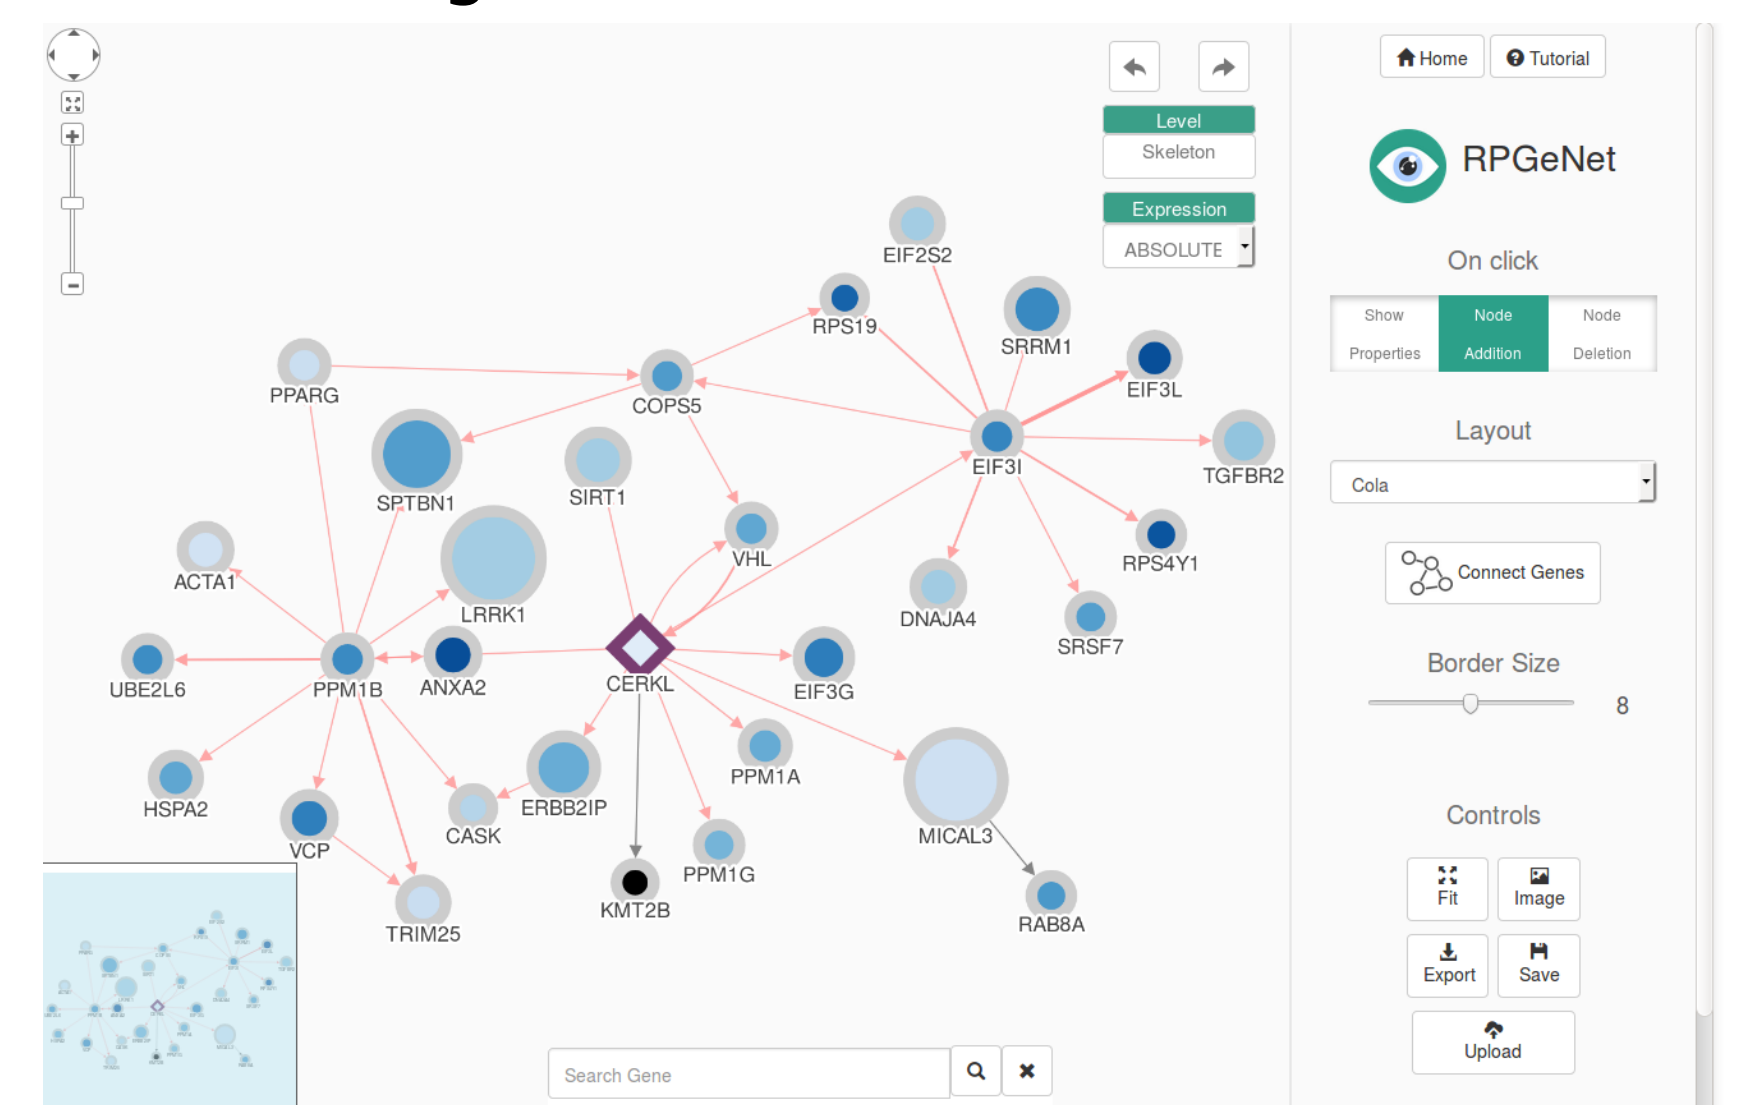 Home
Tutorial
Level
Skeleton
RPGeNet
Expression
ABSOLUTE
On click
Show
Properties
Node
Addition
Node
Deletion
Layout
Cola
Connect Genes
Border Size
8
Controls
Fit
Image
Export
Save
Upload
EIF2S2
RPS19
SRRM1
EIF3L
PPARG
COPS5
EIF3I
TGFBR2
SPTBN1
SIRT1
VHL
RPS4Y1
ACTA1
LRRK1
DNAJA4
SRSF7
UBE2L6
PPM1B
ANXA2
CERKL
EIF3G
HSPA2
CASK
ERBB2IP
PPM1A
MICAL3
VCP
PPM1G
TRIM25
KMT2B
RAB8A
Search Gene